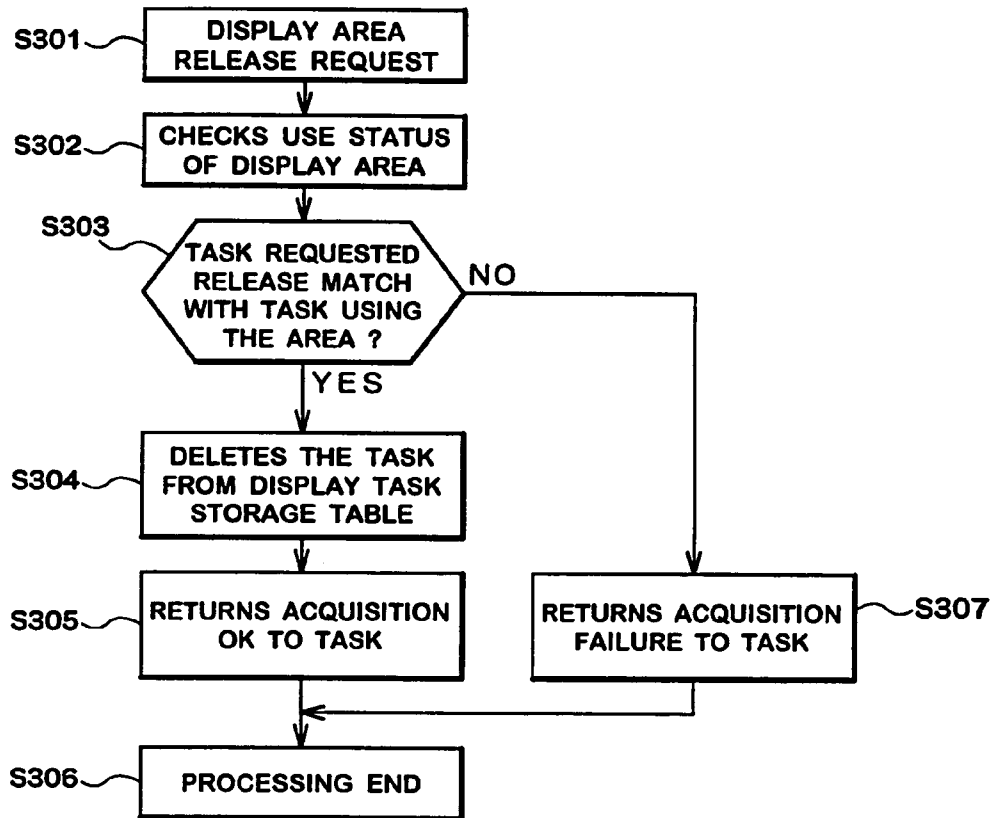 S301
DISPLAY AREA
RELEASE REQUEST
S302
CHECKS USE STATUS
OF DISPLAY AREA
S303
TASK REQUESTED
RELEASE MATCH
WITH TASK USING
THE AREA ?
NO
YES
S304
DELETES THE TASK
FROM DISPLAY TASK
STORAGE TABLE
S305
RETURNS ACQUISITION
OK TO TASK
RETURNS ACQUISITION
FAILURE TO TASK
S307
S306
PROCESSING END